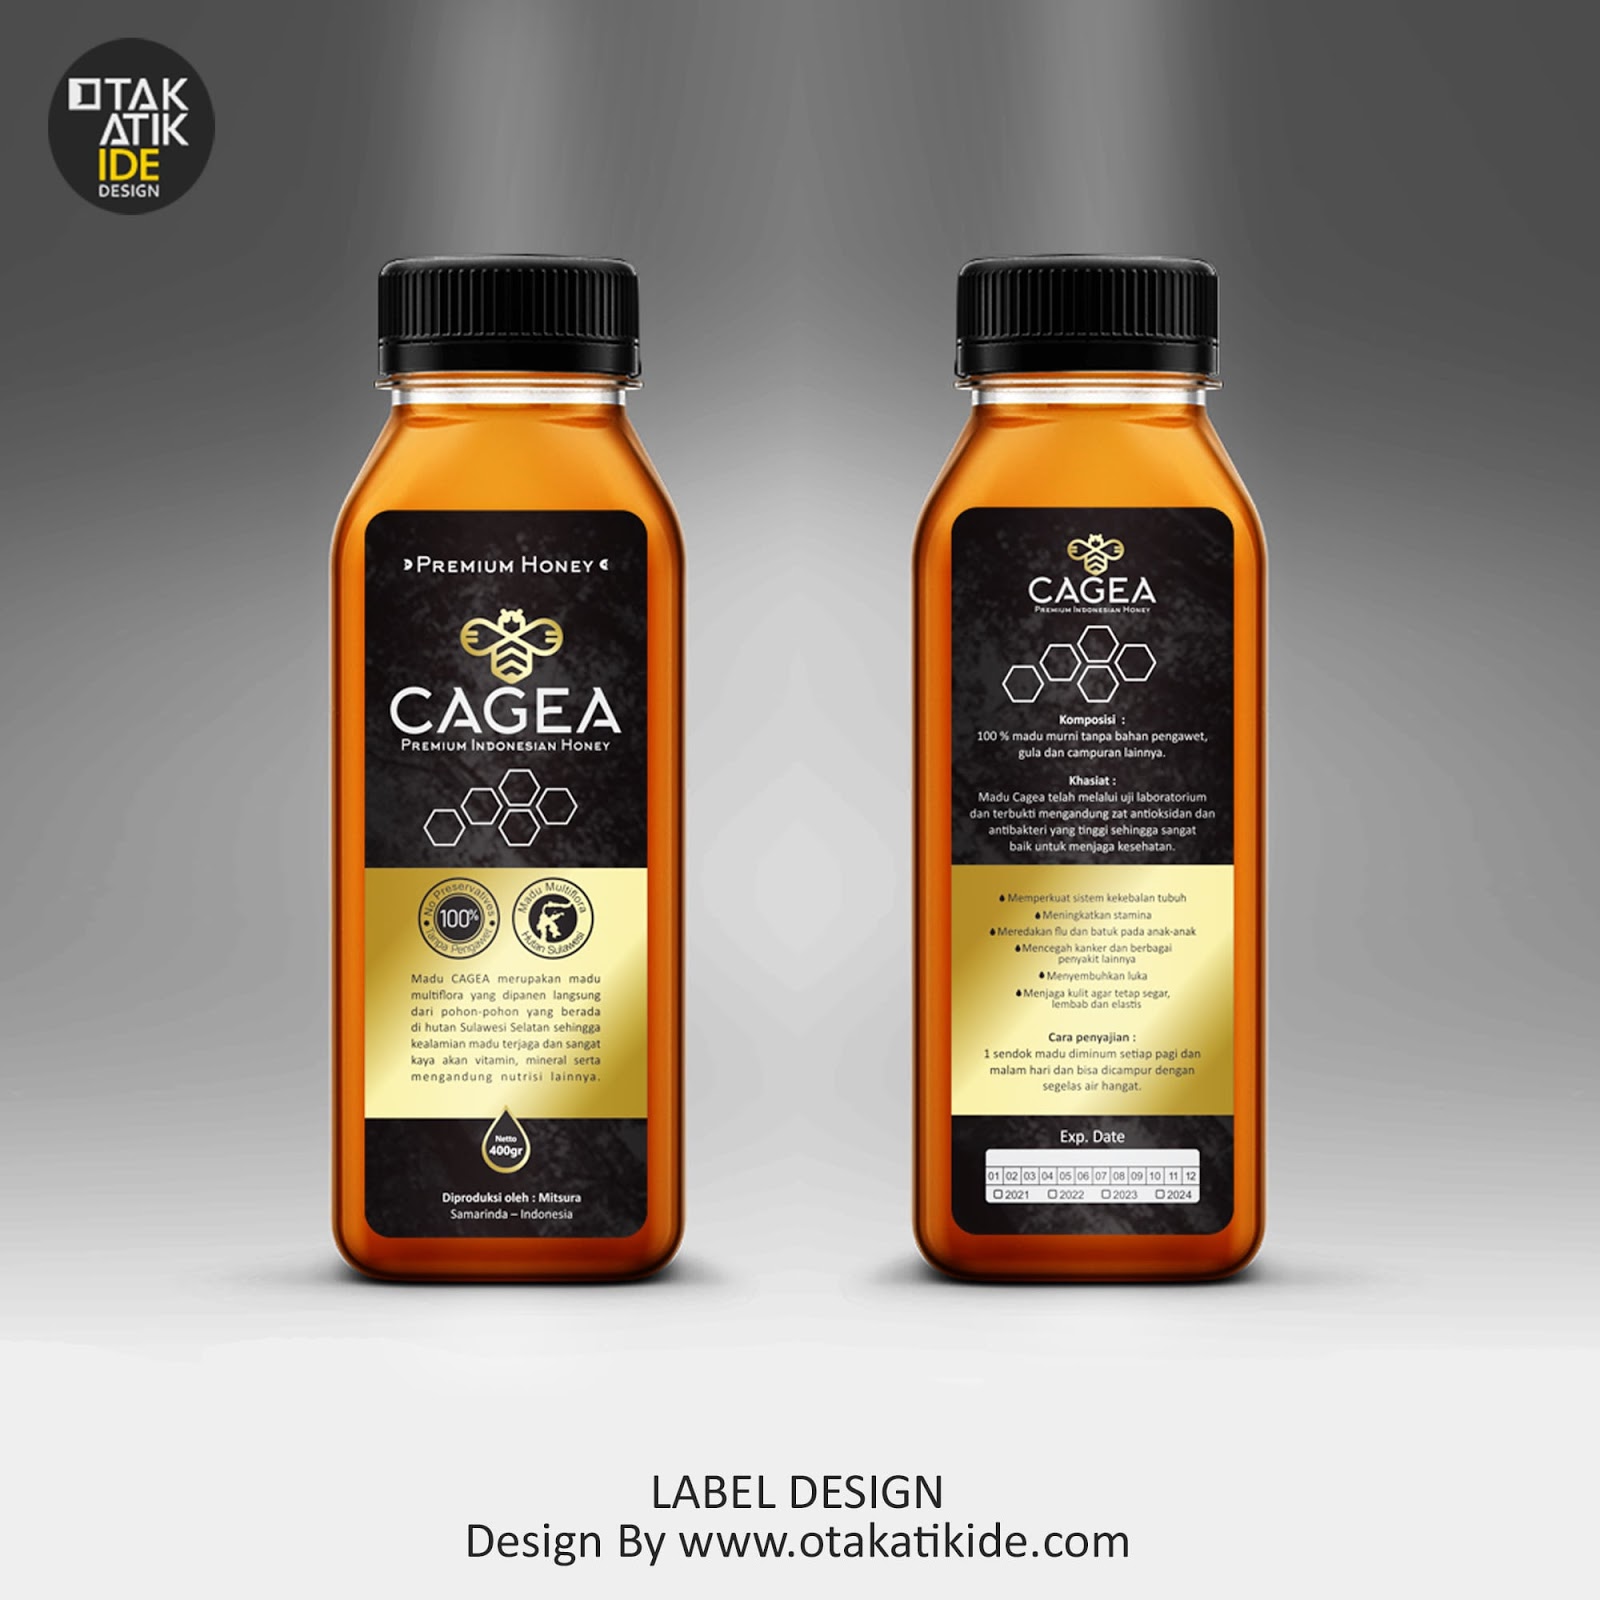 OTAK
ATIK
IDE
DESIGN
PREMIUM HONEY
CAGEA
PREMIUM INDONESIAN HONEY
No Preservatives
100%
Tanpa Pengawet
Madu Multiflora
Hutan Sulawesi
Madu CAGEA merupakan madu
multiflora yang dipanen langsung
dari pohon-pohon yang berada
di hutan Sulawesi Selatan sehingga
kealamian madu terjaga dan sangat
kaya akan vitamin, mineral serta
mengandung nutrisi lainnya.
Netto
400gr
Diproduksi oleh : Mitsura
Samarinda – Indonesia
CAGEA
PREMIUM INDONESIAN HONEY
Komposisi :
100 % madu murni tanpa bahan pengawet,
gula dan campuran lainnya.
Khasiat :
Madu Cagea telah melalui uji laboratorium
dan terbukti mengandung zat antioksidan dan
antibakteri yang tinggi sehingga sangat
baik untuk menjaga kesehatan.
Memperkuat sistem kekebalan tubuh
Meningkatkan stamina
Meredakan flu dan batuk pada anak-anak
Mencegah kanker dan berbagai
penyakit lainnya
Menyembuhkan luka
Menjaga kulit agar tetap segar,
lembab dan elastis
Cara penyajian :
1 sendok madu diminum setiap pagi dan
malam hari dan bisa dicampur dengan
segelas air hangat.
Exp. Date
01 02 03 04 05 06 07 08 09 10 11 12
2021 2022 2023 2024
LABEL DESIGN
Design By www.otakatikide.com